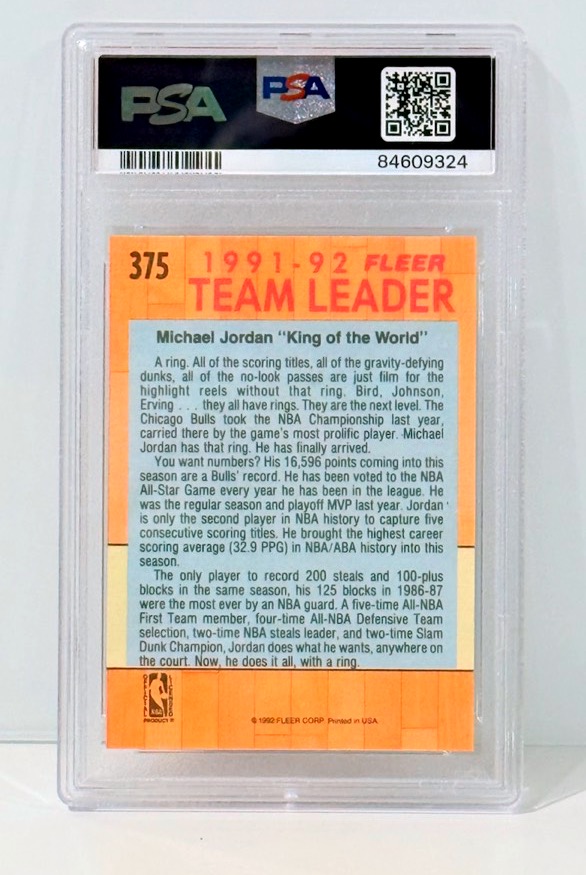 PSA PSA
84609324
375 1991-92 FLEER
TEAM LEADER
Michael Jordan "King of the World"
A ring. All of the scoring titles, all of the gravity-defying
dunks, all of the no-look passes are just film for the
highlight reels without that ring. Bird, Johnson,
Erving . . . they all have rings. They are the next level. The
Chicago Bulls took the NBA Championship last year,
carried there by the game's most prolific player. Michael
Jordan has that ring. He has finally arrived.
You want numbers? His 16,596 points coming into this
season are a Bulls' record. He has been voted to the NBA
All-Star Game every year he has been in the league. He
was the regular season and playoff MVP last year. Jordan
is only the second player in NBA history to capture five
consecutive scoring titles. He brought the highest career
scoring average (32.9 PPG) in NBA/ABA history into this
season.
The only player to record 200 steals and 100-plus
blocks in the same season, his 125 blocks in 1986-87
were the most ever by an NBA guard. A five-time All-NBA
First Team member, four-time All-NBA Defensive Team
selection, two-time NBA steals leader, and two-time Slam
Dunk Champion, Jordan does what he wants, anywhere on
the court. Now, he does it all, with a ring.
OFFICIAL LICENSED
NBA
PRODUCT ®
© 1992 FLEER CORP. Printed in USA